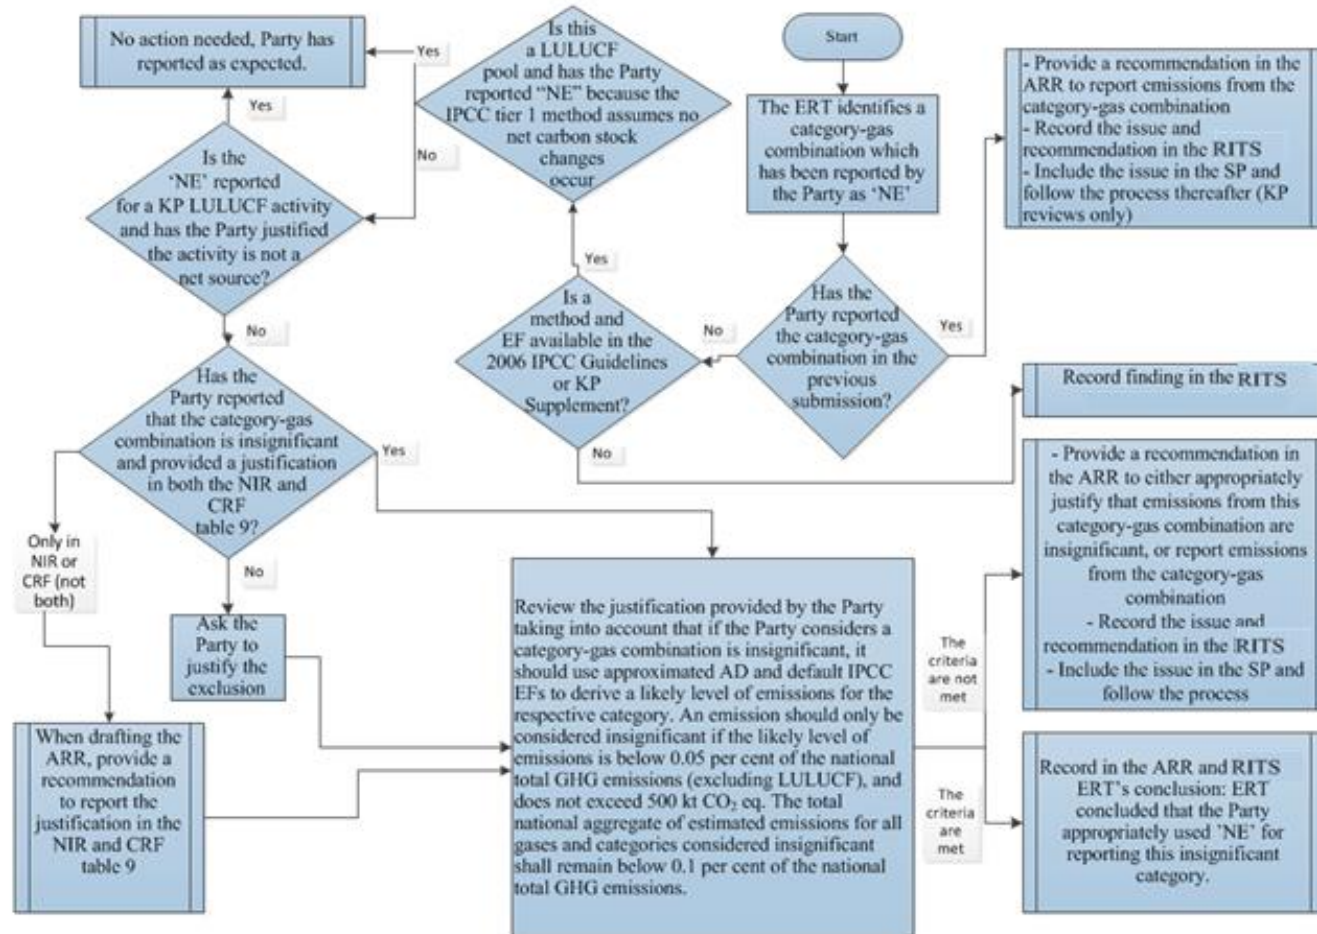 Start
The ERT identifies a
category-gas
combination which
has been reported by
the Party as ‘NE’
Has the
Party reported
the category-gas
combination in the
previous
submission?
Yes
- Provide a recommendation in the
ARR to report emissions from the
category-gas combination
- Record the issue and
recommendation in the RITS
- Include the issue in the SP and
follow the process thereafter (KP
reviews only)
No
Is a
method and
EF available in the
2006 IPCC Guidelines
or KP
Supplement?
No
Record finding in the RITS
Yes
Is this
a LULUCF
pool and has the Party
reported “NE” because the
IPCC tier 1 method assumes no
net carbon stock
changes
occur
Yes
No action needed, Party has
reported as expected.
No
Is the
‘NE’ reported
for a KP LULUCF activity
and has the Party justified
the activity is not a
net source?
Yes
No
Has the
Party reported
that the category-gas
combination is insignificant
and provided a justification
in both the NIR and
CRF
table 9?
Yes
Only in
NIR or
CRF (not
both)
No
Ask the
Party to
justify the
exclusion
When drafting the
ARR, provide a
recommendation
to report the
justification in the
NIR and CRF
table 9
Review the justification provided by the Party
taking into account that if the Party considers a
category-gas combination is insignificant, it
should use approximated AD and default IPCC
EFs to derive a likely level of emissions for the
respective category. An emission should only be
considered insignificant if the likely level of
emissions is below 0.05 per cent of the national
total GHG emissions (excluding LULUCF), and
does not exceed 500 kt CO₂ eq. The total
national aggregate of estimated emissions for all
gases and categories considered insignificant
shall remain below 0.1 per cent of the national
total GHG emissions.
The
criteria
are not
met
- Provide a recommendation in
the ARR to either appropriately
justify that emissions from this
category-gas combination are
insignificant, or report emissions
from the category-gas
combination
- Record the issue and
recommendation in the RITS
- Include the issue in the SP and
follow the process
The
criteria
are
met
Record in the ARR and RITS
ERT’s conclusion: ERT
concluded that the Party
appropriately used ’NE’ for
reporting this insignificant
category.